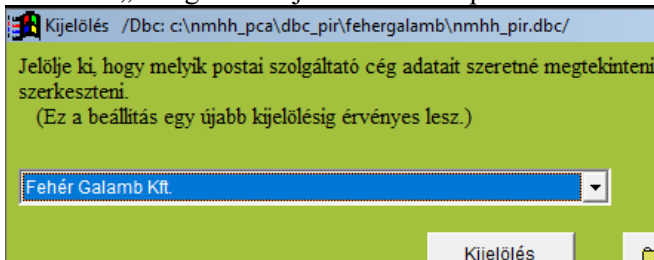 Kijelölés /Dbc: c:\nmhh_pca\dbc_pir\fehergalamb\nmhh_pir.dbc/
Jelölje ki, hogy melyik postai szolgáltató cég adatait szeretné megtekinteni
szerkeszteni.
(Ez a beállítás egy újabb kijelölésig érvényes lesz.)
Fehér Galamb Kft.
Kijelölés